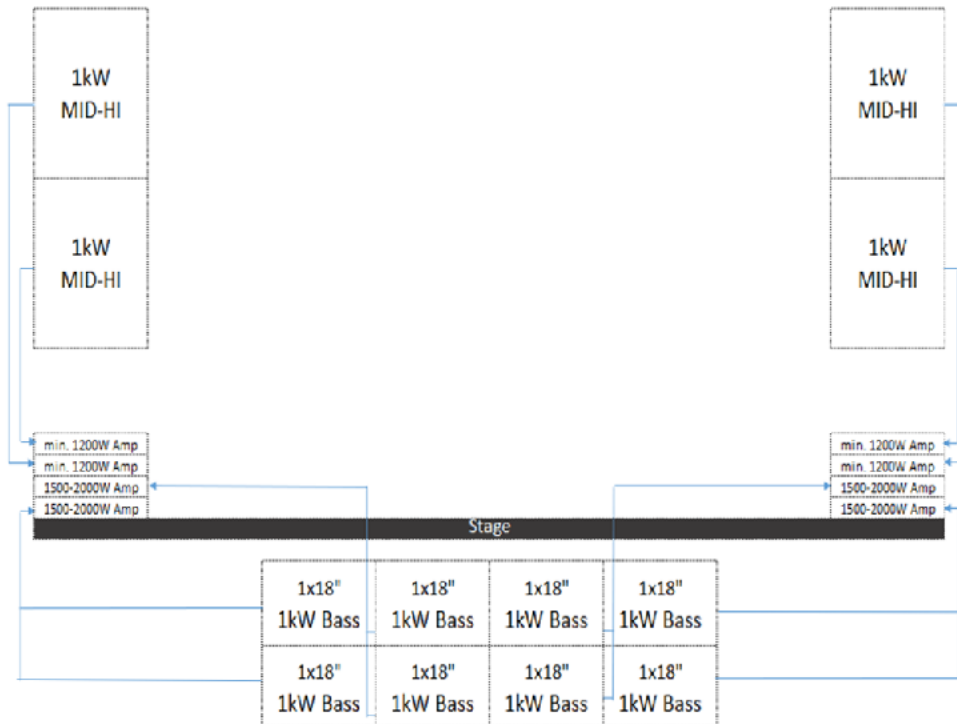 1kW
MID-HI
1kW
MID-HI
1kW
MID-HI
1kW
MID-HI
min. 1200W Amp
min. 1200W Amp
min. 1200W Amp
min. 1200W Amp
1500-2000W Amp
1500-2000W Amp
1500-2000W Amp
1500-2000W Amp
Stage
1x18" 1x18" 1x18" 1x18"
1kW Bass 1kW Bass 1kW Bass 1kW Bass
1x18" 1x18" 1x18" 1x18"
1kW Bass 1kW Bass 1kW Bass 1kW Bass